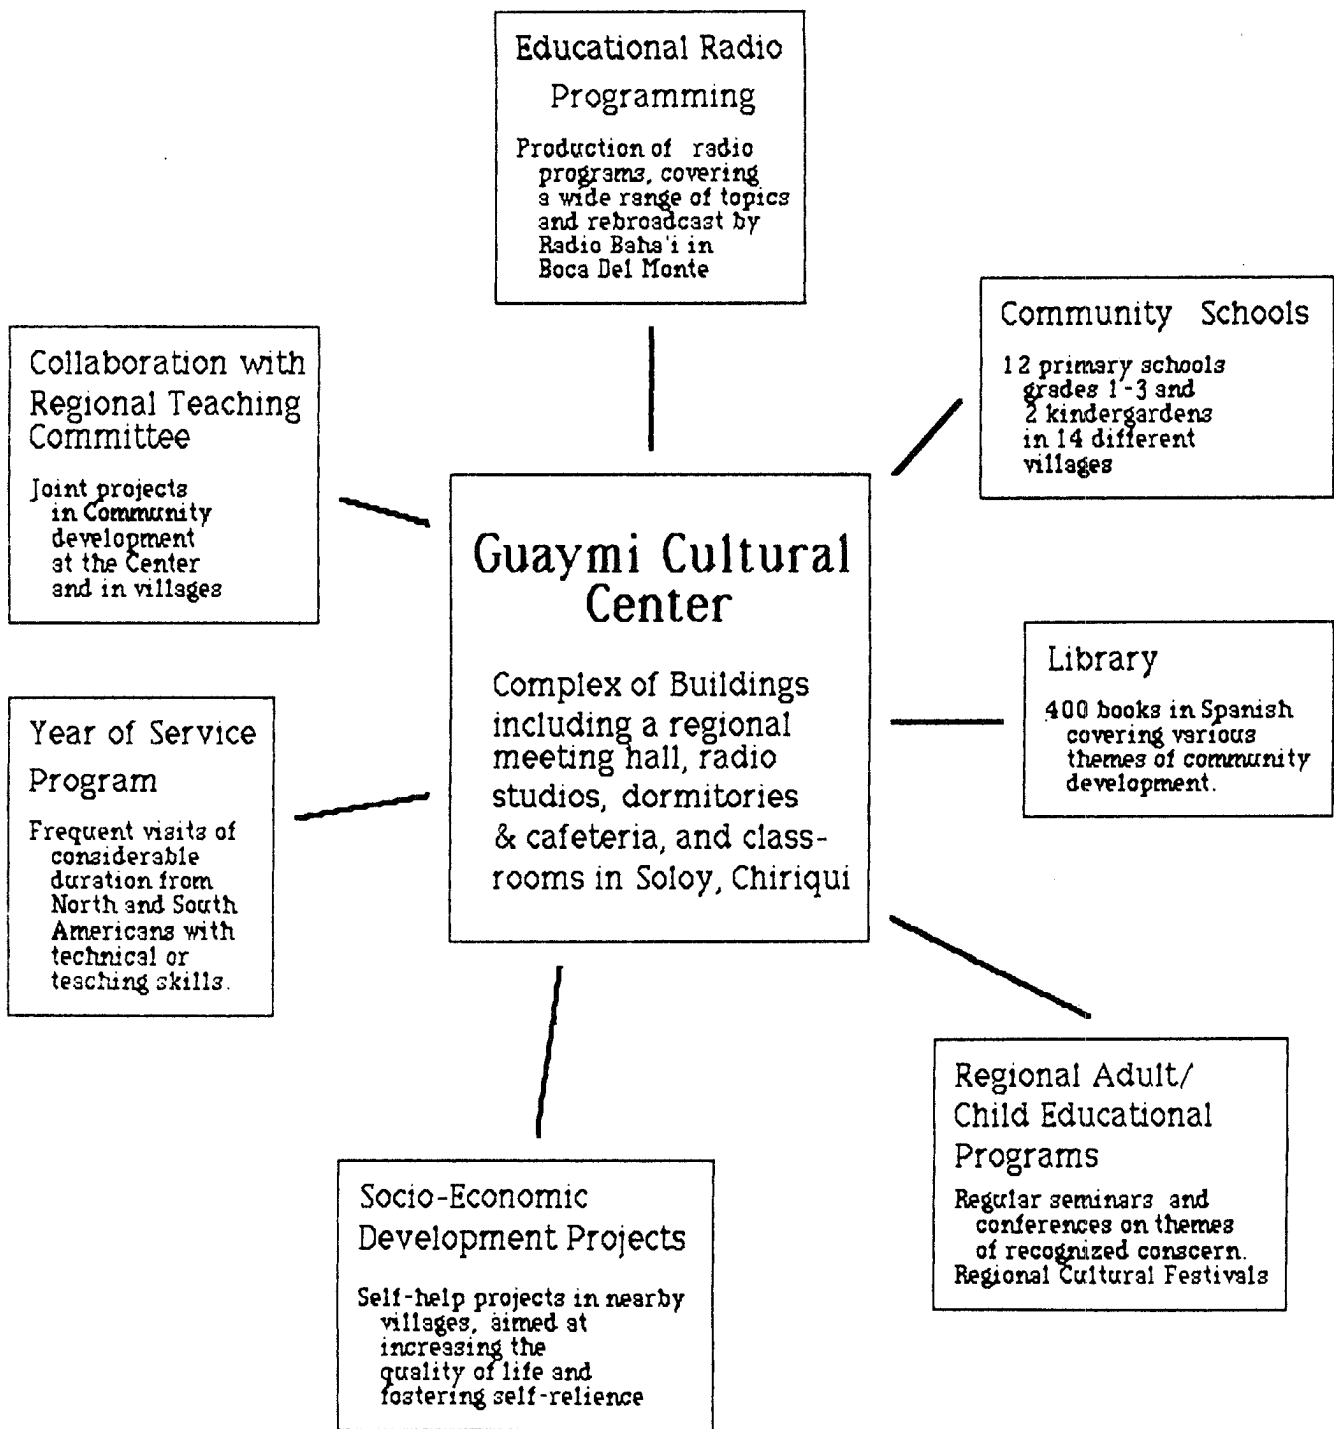 Educational Radio
Programming
Production of radio
programs, covering
a wide range of topics
and rebroadcast by
Radio Baha'i in
Boca Del Monte
Community Schools
12 primary schools
grades 1-3 and
2 kindergardens
in 14 different
villages
Collaboration with
Regional Teaching
Committee
Joint projects
in Community
development
at the Center
and in villages
Guaymi Cultural
Center
Complex of Buildings
including a regional
meeting hall, radio
studios, dormitories
& cafeteria, and class-
rooms in Soloy, Chiriqui
Library
400 books in Spanish
covering various
themes of community
development.
Year of Service
Program
Frequent visits of
considerable
duration from
North and South
Americans with
technical or
teaching skills.
Regional Adult/
Child Educational
Programs
Regular seminars and
conferences on themes
of recognized conscern.
Regional Cultural Festivals
Socio-Economic
Development Projects
Self-help projects in nearby
villages, aimed at
increasing the
quality of life and
fostering self-relience